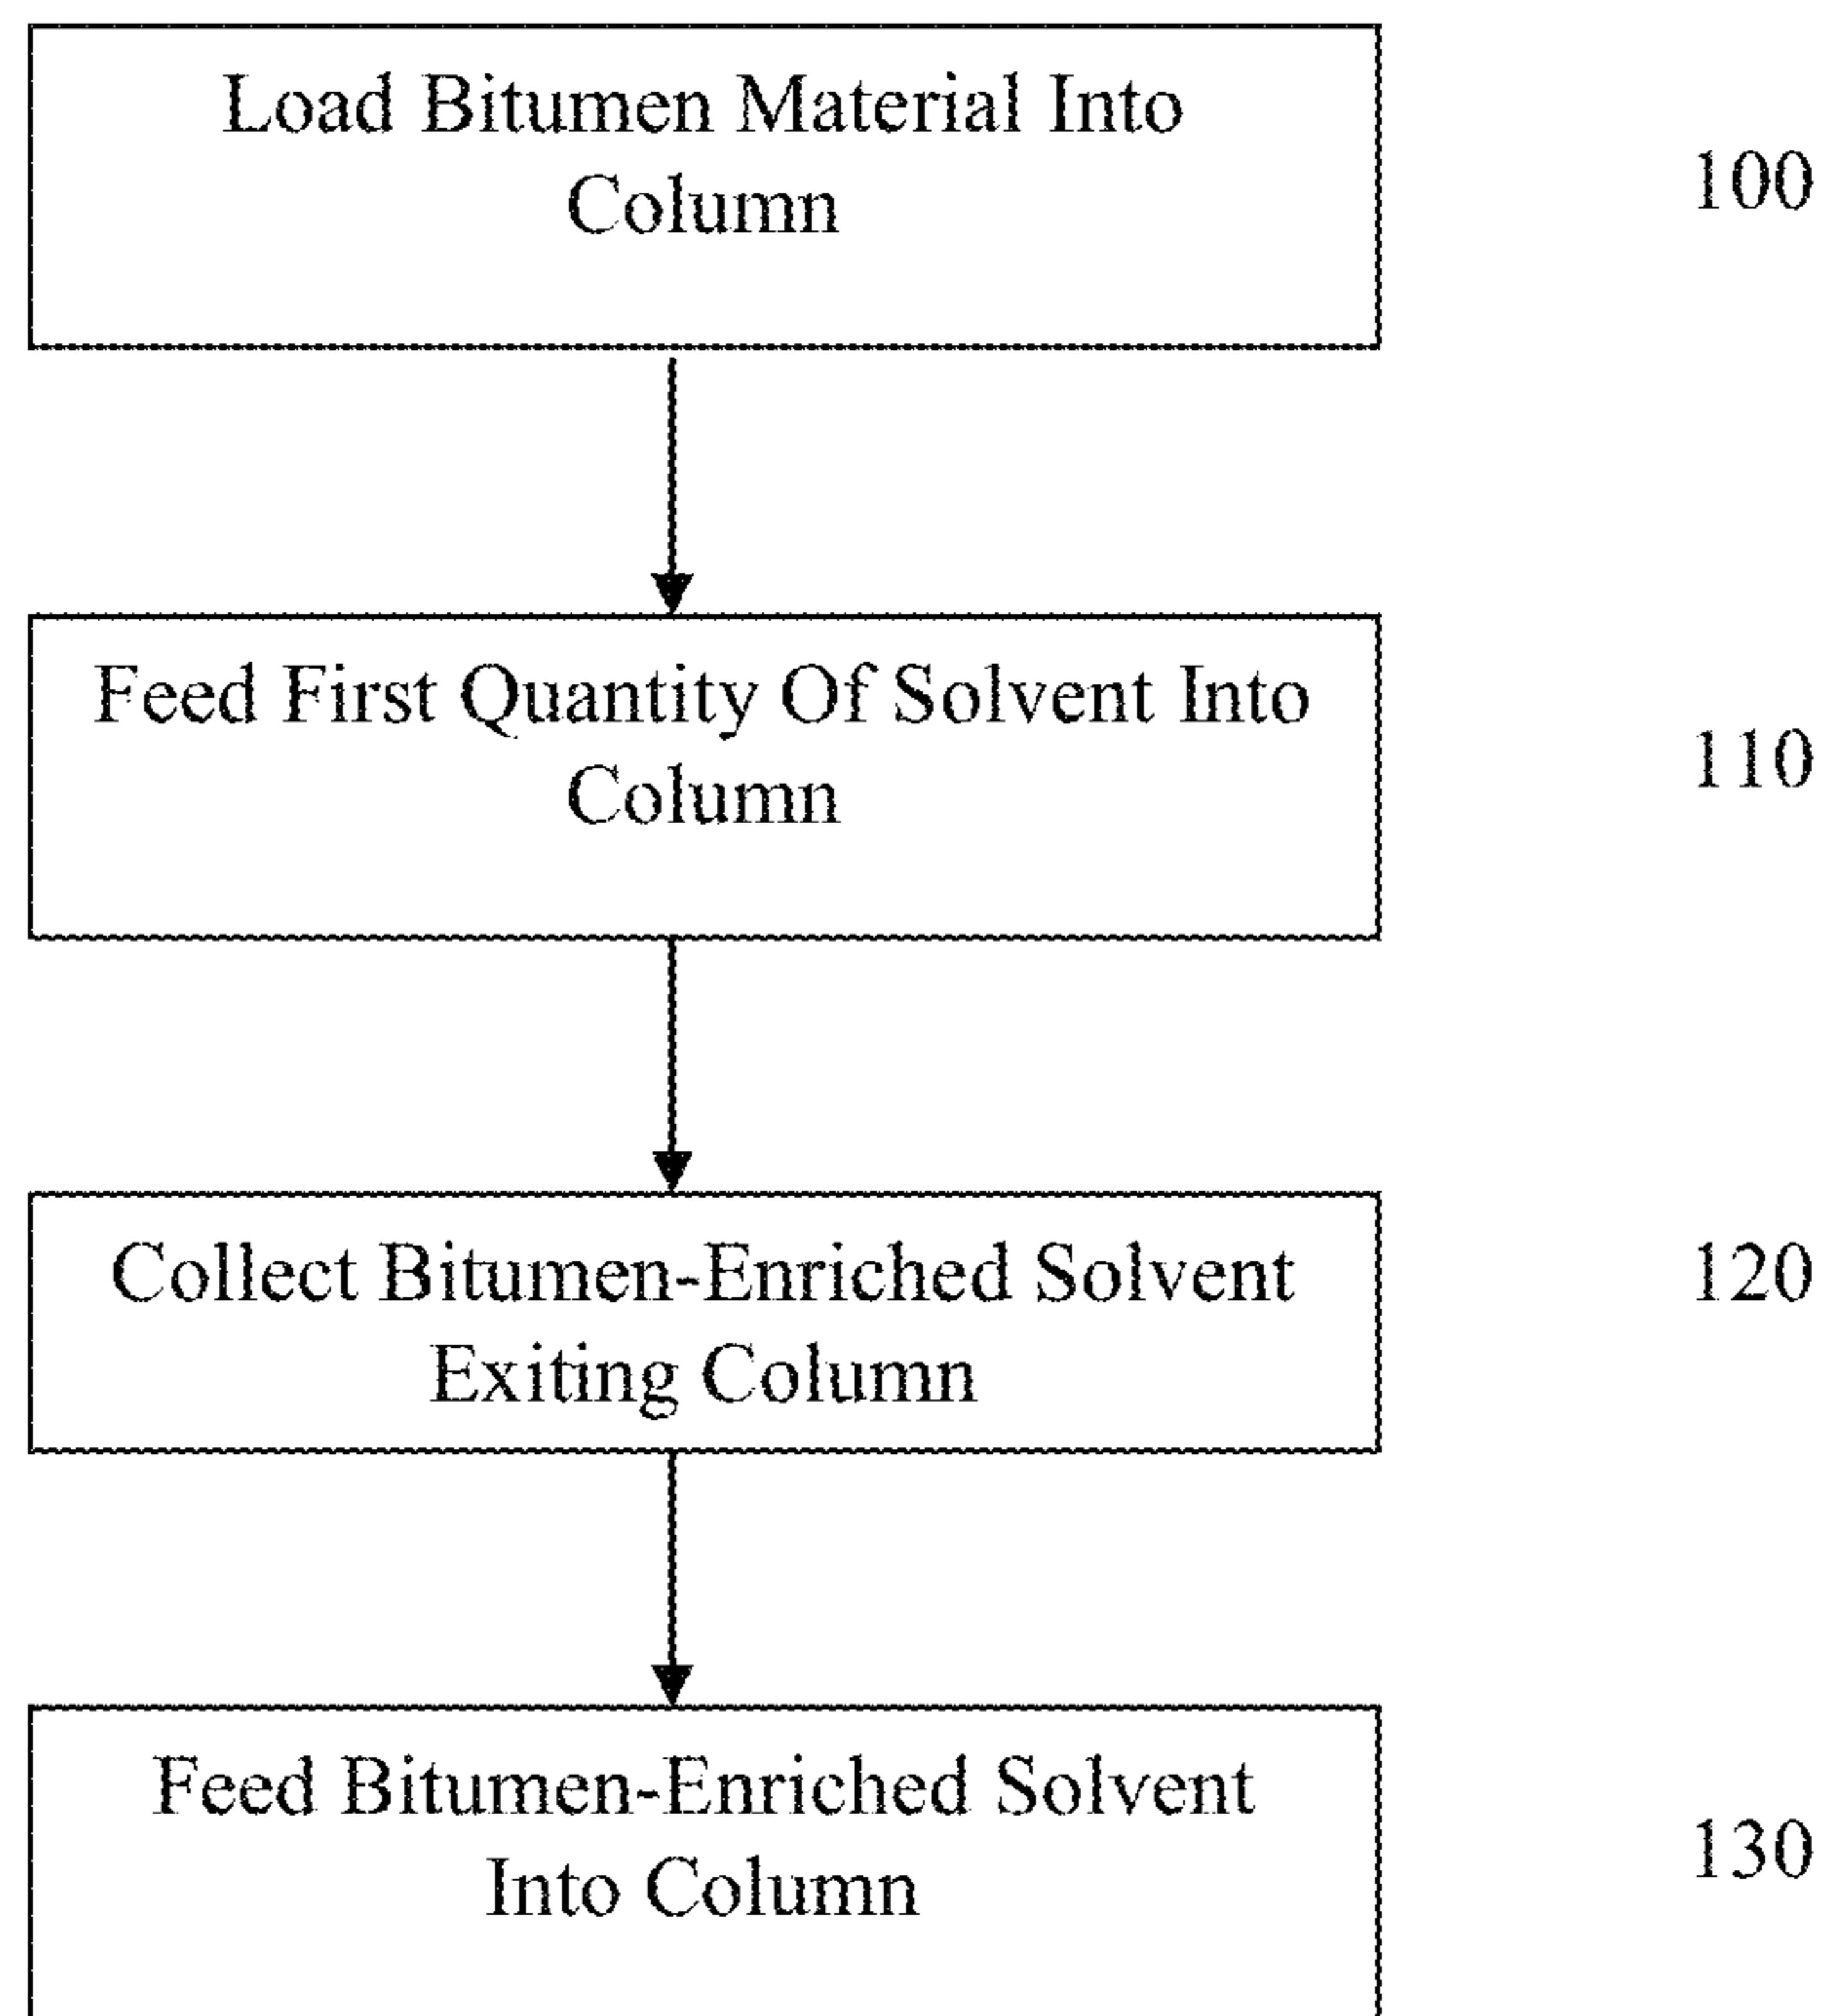 Load Bitumen Material Into
Column
100
Feed First Quantity Of Solvent Into
Column
110
Collect Bitumen-Enriched Solvent
Exiting Column
120
Feed Bitumen-Enriched Solvent
Into Column
130